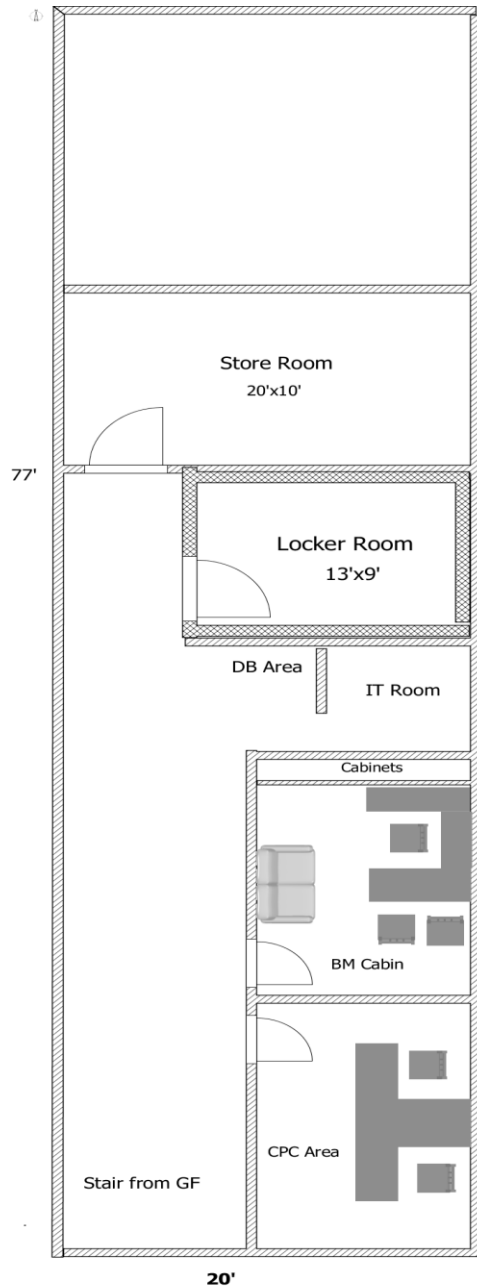 Store Room
20'x10'
77'
Locker Room
13'x9'
DB Area
IT Room
Cabinets
BM Cabin
CPC Area
Stair from GF
20'